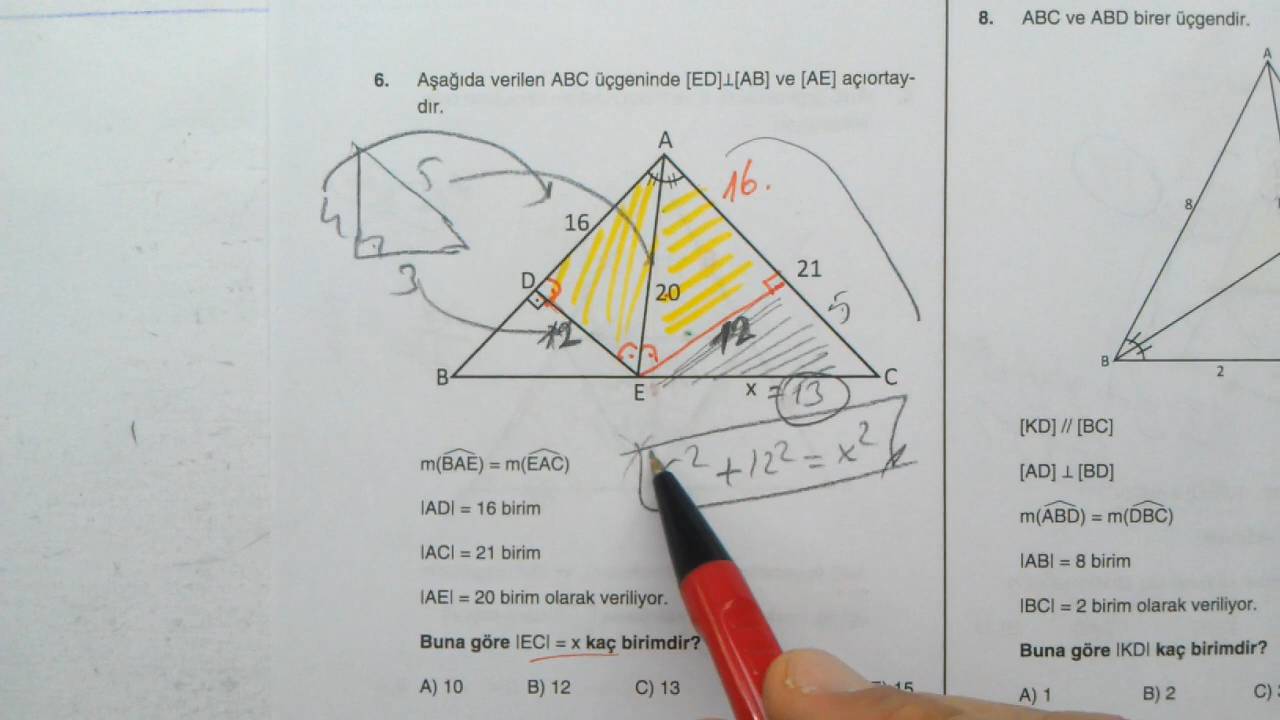 6. Aşağıda verilen ABC üçgeninde [ED]⊥[AB] ve [AE] açıortay-
dır.
A
16.
5
4
3
16
D
21
20
5
12
12
B
E
x = 13
C
² + 12² = x²
m(BAE) = m(EAC)
|AD| = 16 birim
|AC| = 21 birim
|AE| = 20 birim olarak veriliyor.
Buna göre |EC| = x kaç birimdir?
A) 10 B) 12 C) 13 15
8. ABC ve ABD birer üçgendir.
A
8
B
2
[KD] // [BC]
[AD] ⊥ [BD]
m(ABD) = m(DBC)
|AB| = 8 birim
|BC| = 2 birim olarak veriliyor.
Buna göre |KD| kaç birimdir?
A) 1 B) 2 C)